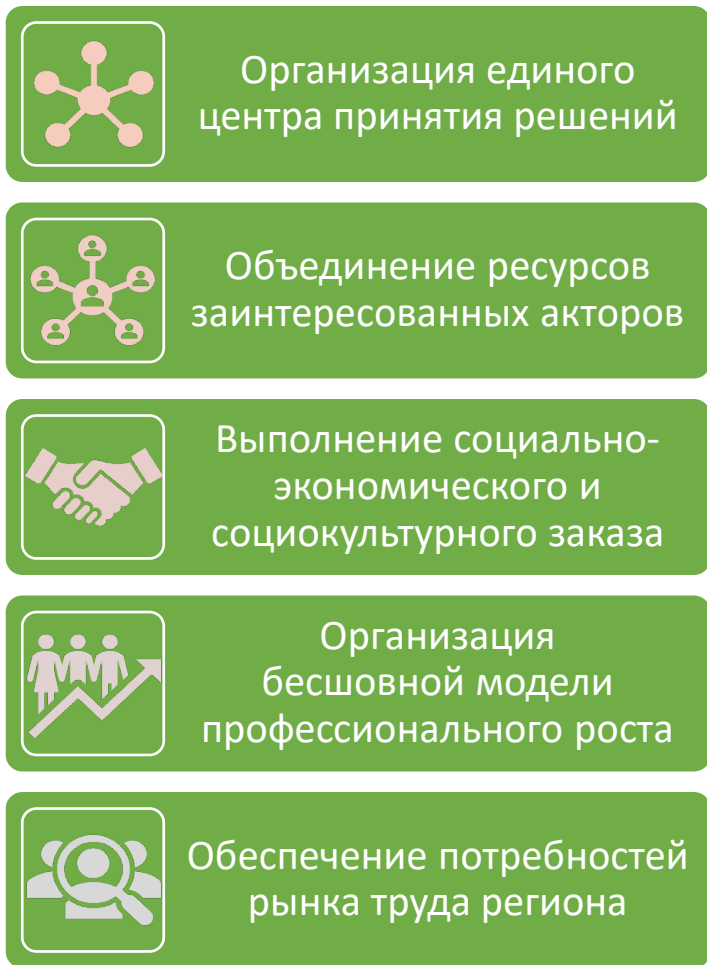 Организация единого
центра принятия решений
Объединение ресурсов
заинтересованных акторов
Выполнение социально-
экономического и
социокультурного заказа
Организация
бесшовной модели
профессионального роста
Обеспечение потребностей
рынка труда региона